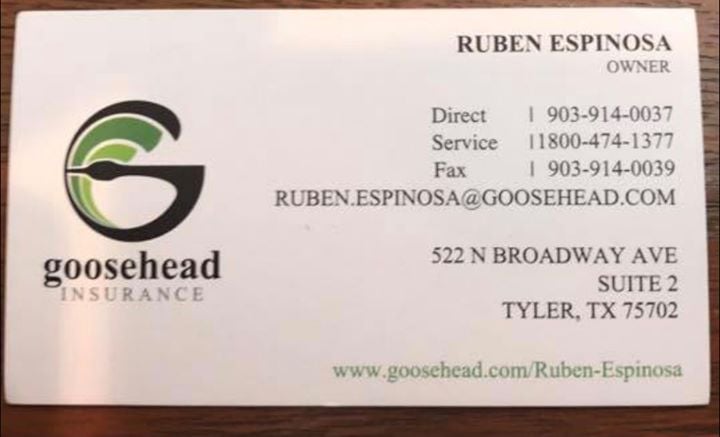 RUBEN ESPINOSA
OWNER
Direct | 903-914-0037
Service |1800-474-1377
Fax | 903-914-0039
RUBEN.ESPINOSA@GOOSEHEAD.COM
goosehead
INSURANCE
522 N BROADWAY AVE
SUITE 2
TYLER, TX 75702
www.goosehead.com/Ruben-Espinosa